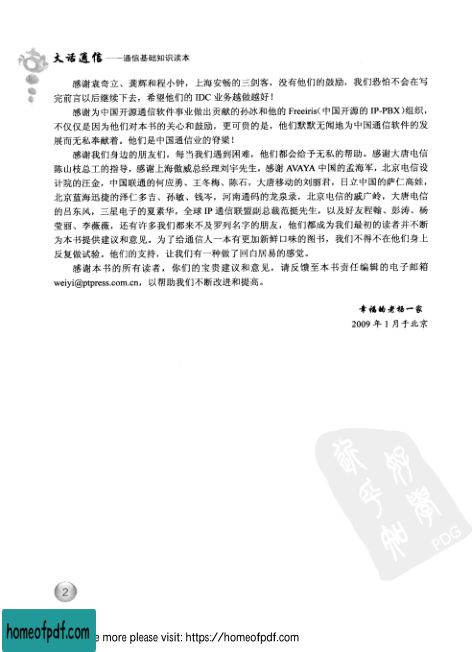 大话通信——通信基础知识读本
感谢袁奇立、龚辉和程小钟，上海安畅的三剑客，没有他们的鼓励，我们恐怕不会在写
完前言以后继续下去，希望他们的 IDC 业务越做越好！
感谢为中国开源通信软件事业做出贡献的孙冰和他的 Freeiris（中国开源的 IP-PBX）组织，
不仅仅是因为他们对本书的关心和鼓励，更可贵的是，他们默默无闻地为中国通信软件的发
展而无私奉献着。他们是中国通信业的脊梁！
感谢我们身边的朋友们，每当我们遇到困难，他们都会给予无私的帮助。感谢大唐电信
陈山枝总工的指导，感谢上海傲威总经理刘宇先生，感谢 AVAYA 中国的孟海军，北京电信设
计院的汪金，中国联通的何应勇、王冬梅、陈石，大唐移动的刘丽君，日立中国的萨仁高娃，
北京蓝海迅捷的泽仁多吉、孙敏、钱岑，河南通码的龙泉录，北京电信的戚广岭，大唐电信
的吕东风，三星电子的夏素华。全球 IP 通信联盟副总裁范挺先生，以及好友程翰、彭涛、杨
莹丽、李薇薇，还有许多我们都来不及罗列名字的朋友，他们都成为我们最初的读者并不断
为本书提供建议和意见。为了给通信人一本有更加新鲜口味的图书，我们不得不在他们身上
反复做试验。他们的支持，让我们有一种做了回白居易的感觉。
感谢本书的所有读者，你们的宝贵建议和意见，请反馈至本书责任编辑的电子邮箱
weiyi@ptpress.com.cn，以帮助我们不断改进和提高。
幸福的老杨一家
2009 年 1 月于北京
PDG
2
homeofpdf.com
e more please visit: https://homeofpdf.com